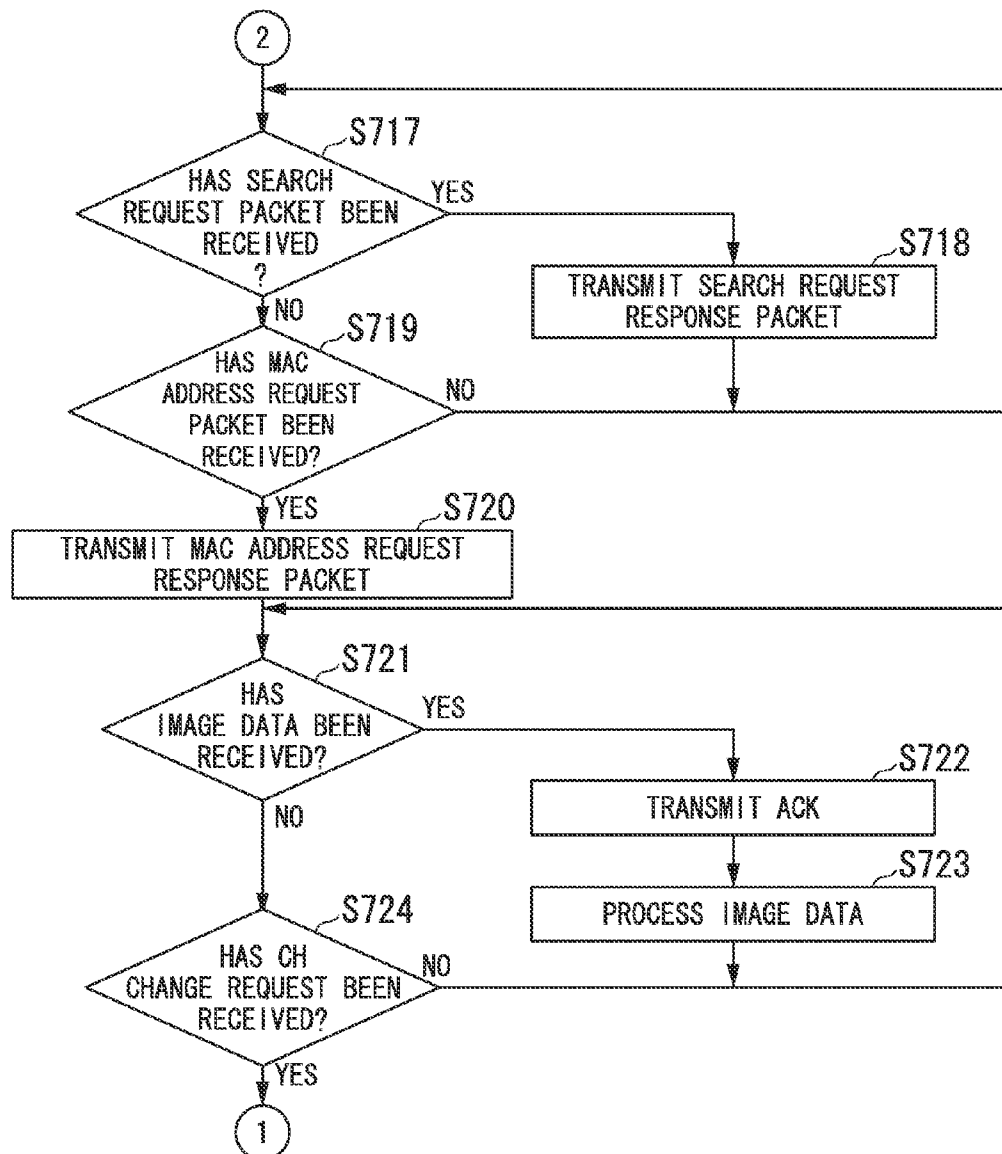 2
S717
HAS SEARCH
REQUEST PACKET BEEN
RECEIVED
?
YES
S718
TRANSMIT SEARCH REQUEST
RESPONSE PACKET
NO
S719
HAS MAC
ADDRESS REQUEST
PACKET BEEN
RECEIVED?
NO
YES
S720
TRANSMIT MAC ADDRESS REQUEST
RESPONSE PACKET
S721
HAS
IMAGE DATA BEEN
RECEIVED?
YES
S722
TRANSMIT ACK
NO
S723
PROCESS IMAGE DATA
S724
HAS CH
CHANGE REQUEST BEEN
RECEIVED?
NO
YES
1